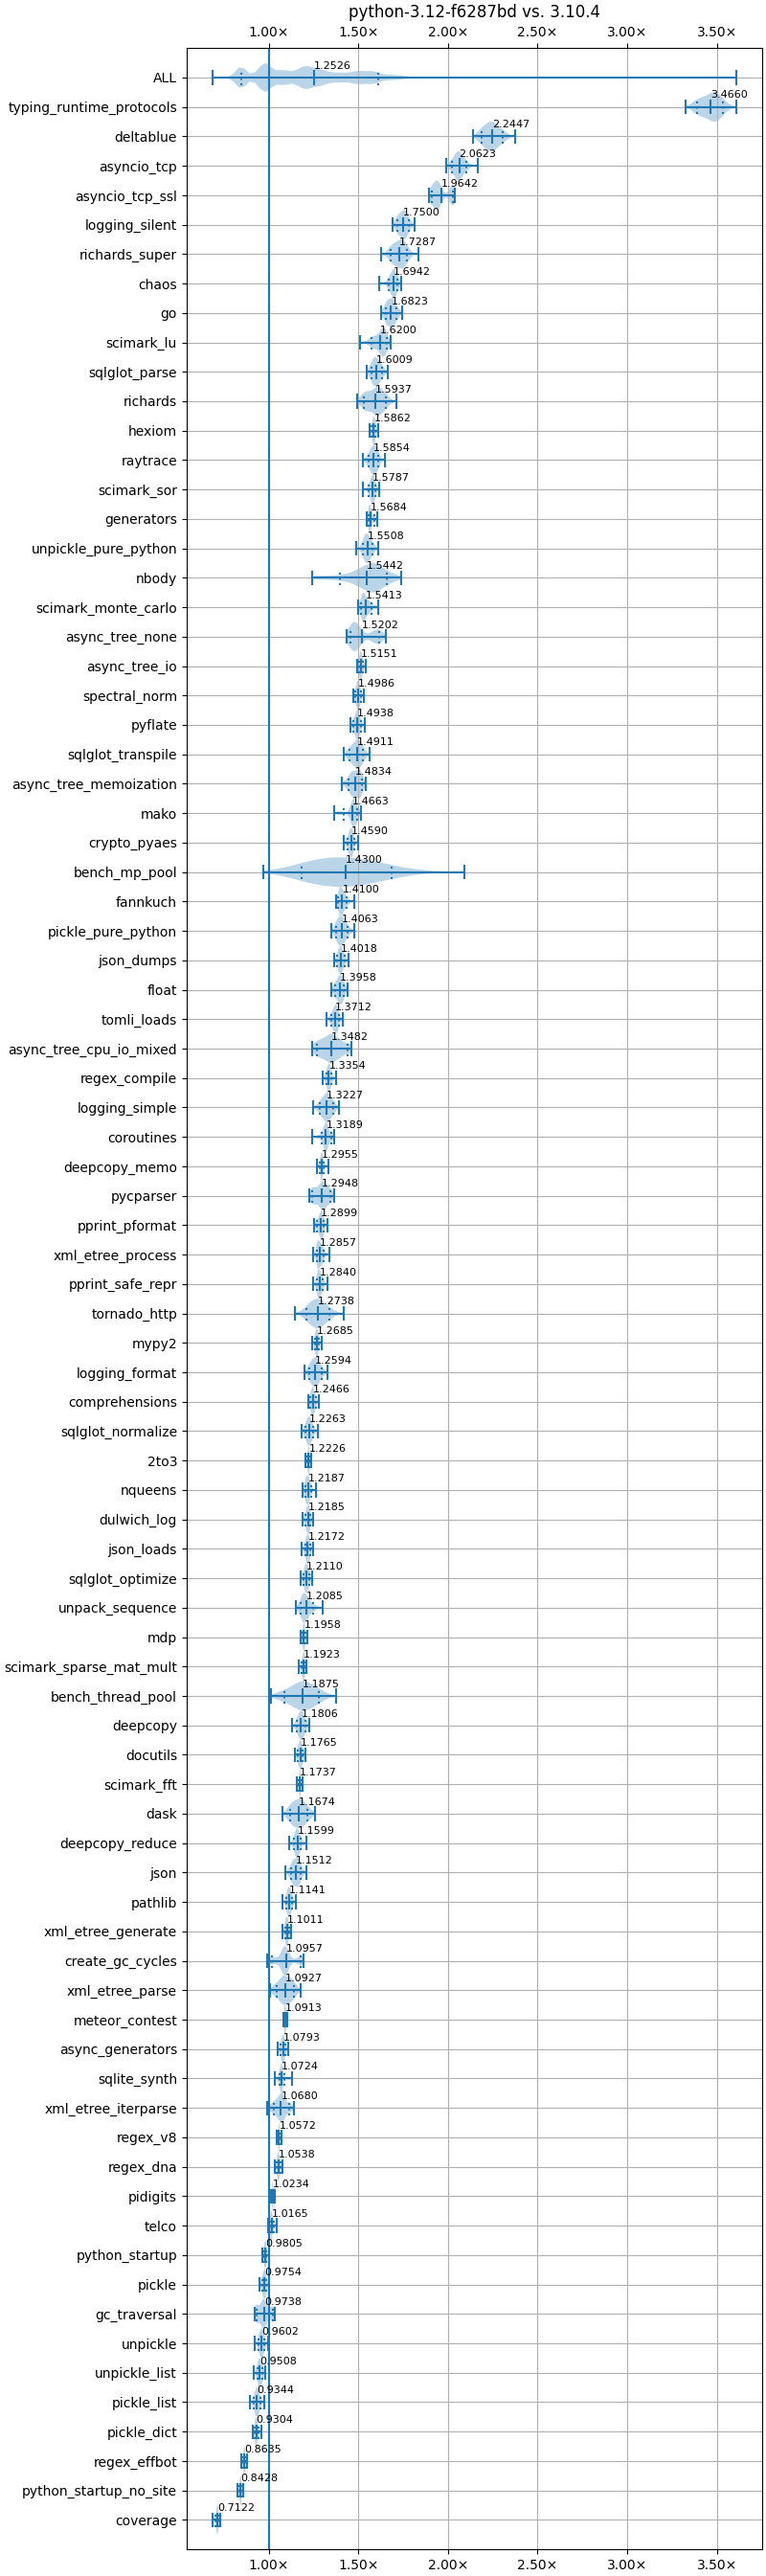 python-3.12-f6287bd vs. 3.10.4
1.00× 1.50× 2.00× 2.50× 3.00× 3.50×
ALL 1.2526
typing_runtime_protocols 3.4660
deltablue 2.2447
asyncio_tcp 2.0623
asyncio_tcp_ssl 1.9642
logging_silent 1.7500
richards_super 1.7287
chaos 1.6942
go 1.6823
scimark_lu 1.6200
sqlglot_parse 1.6009
richards 1.5937
hexiom 1.5862
raytrace 1.5854
scimark_sor 1.5787
generators 1.5684
unpickle_pure_python 1.5508
nbody 1.5442
scimark_monte_carlo 1.5413
async_tree_none 1.5202
async_tree_io 1.5151
spectral_norm 1.4986
pyflate 1.4938
sqlglot_transpile 1.4911
async_tree_memoization 1.4834
mako 1.4663
crypto_pyaes 1.4590
bench_mp_pool 1.4300
fannkuch 1.4100
pickle_pure_python 1.4063
json_dumps 1.4018
float 1.3958
tomli_loads 1.3712
async_tree_cpu_io_mixed 1.3482
regex_compile 1.3354
logging_simple 1.3227
coroutines 1.3189
deepcopy_memo 1.2955
pycparser 1.2948
pprint_pformat 1.2899
xml_etree_process 1.2857
pprint_safe_repr 1.2840
tornado_http 1.2738
mypy2 1.2685
logging_format 1.2594
comprehensions 1.2466
sqlglot_normalize 1.2263
2to3 1.2226
nqueens 1.2187
dulwich_log 1.2185
json_loads 1.2172
sqlglot_optimize 1.2110
unpack_sequence 1.2085
mdp 1.1958
scimark_sparse_mat_mult 1.1923
bench_thread_pool 1.1875
deepcopy 1.1806
docutils 1.1765
scimark_fft 1.1737
dask 1.1674
deepcopy_reduce 1.1599
json 1.1512
pathlib 1.1141
xml_etree_generate 1.1011
create_gc_cycles 1.0957
xml_etree_parse 1.0927
meteor_contest 1.0913
async_generators 1.0793
sqlite_synth 1.0724
xml_etree_iterparse 1.0680
regex_v8 1.0572
regex_dna 1.0538
pidigits 1.0234
telco 1.0165
python_startup 0.9805
pickle 0.9754
gc_traversal 0.9738
unpickle 0.9602
unpickle_list 0.9508
pickle_list 0.9344
pickle_dict 0.9304
regex_effbot 0.8635
python_startup_no_site 0.8428
coverage 0.7122
1.00× 1.50× 2.00× 2.50× 3.00× 3.50×